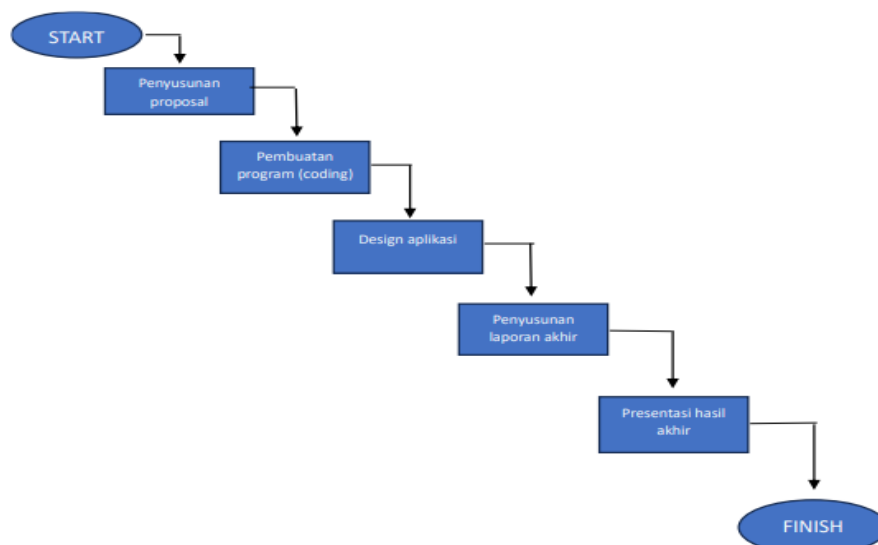 START
Penyusunan
proposal
Pembuatan
program (coding)
Design aplikasi
Penyusunan
laporan akhir
Presentasi hasil
akhir
FINISH